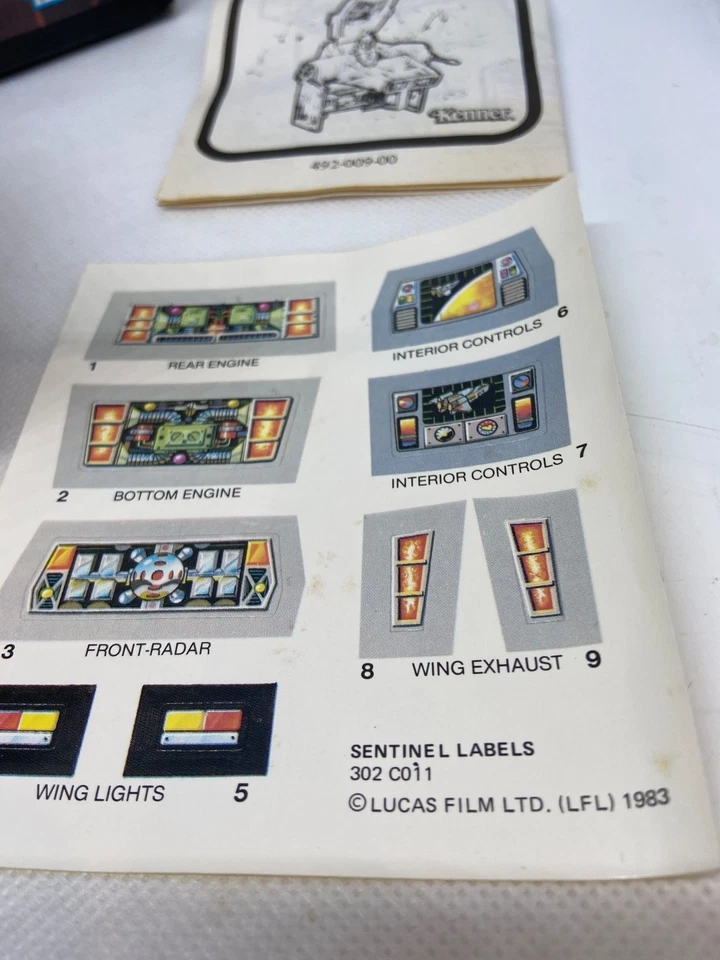 Kenner.
492-009-00
1 REAR ENGINE
INTERIOR CONTROLS 6
2 BOTTOM ENGINE
INTERIOR CONTROLS 7
3 FRONT-RADAR
8 WING EXHAUST 9
WING LIGHTS 5
SENTINEL LABELS
302 C011
© LUCAS FILM LTD. (LFL) 1983